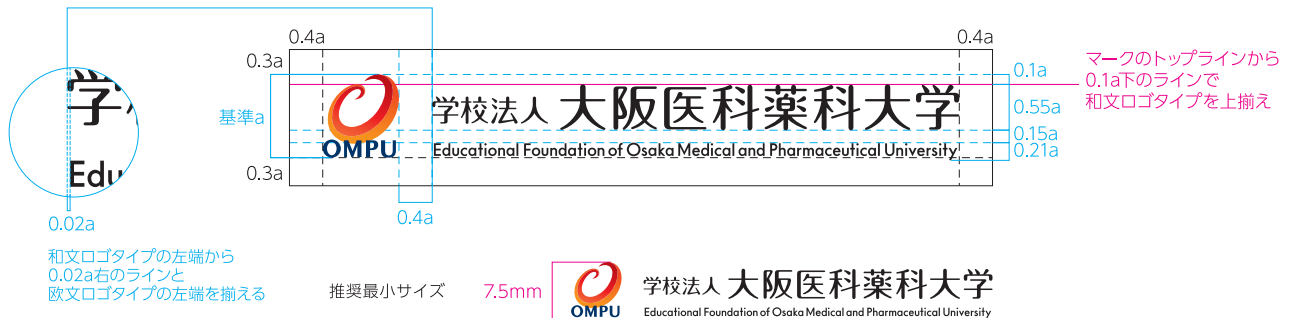 0.4a
0.4a
0.3a
0.1a
マークのトップラインから
0.1a下のラインで
和文ロゴタイプを上揃え
学
基準a
学校法人 大阪医科薬科大学
0.55a
0.15a
OMPU
Educational Foundation of Osaka Medical and Pharmaceutical University
0.21a
0.3a
Edu
0.02a
0.4a
和文ロゴタイプの左端から
0.02a右のラインと
欧文ロゴタイプの左端を揃える
推奨最小サイズ
7.5mm
学校法人 大阪医科薬科大学
OMPU
Educational Foundation of Osaka Medical and Pharmaceutical University